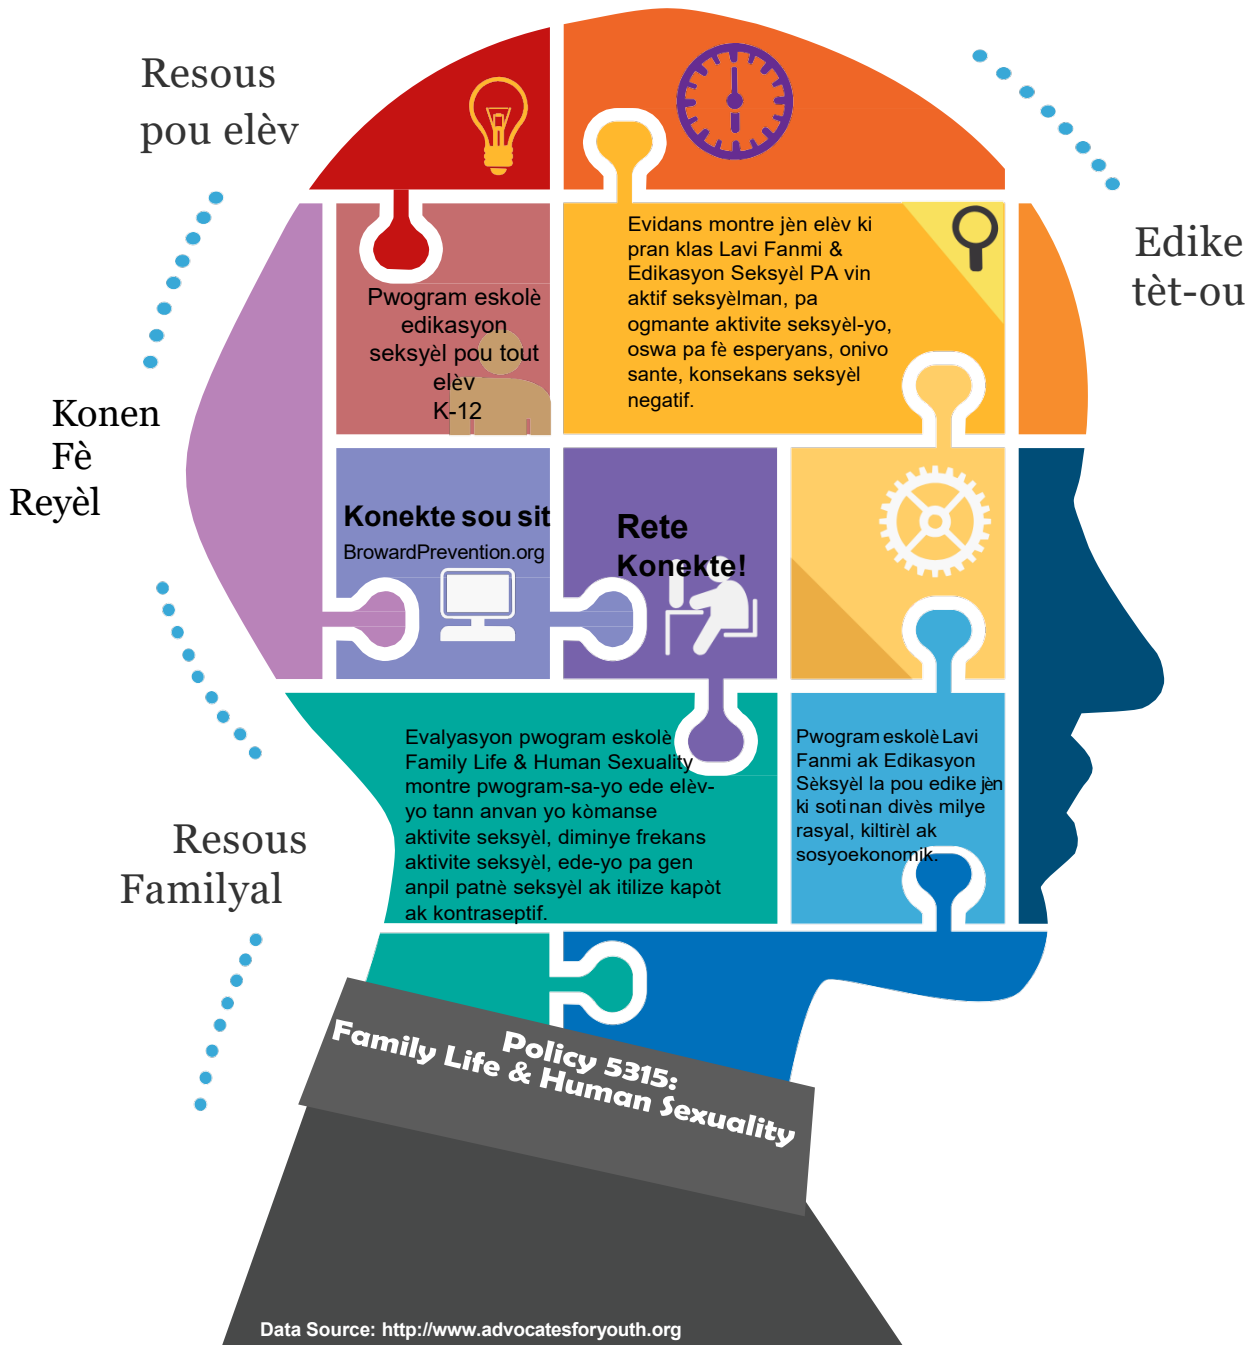 Resous
pou elèv
Edike
tèt-ou
Konen
Fè
Reyèl
Resous
Familyal
Pwogram eskolè
edikasyon
seksyèl pou tout
elèv
K-12
Evidans montre jèn elèv ki
pran klas Lavi Fanmi &
Edikasyon Seksyèl PA vin
aktif seksyèlman, pa
ogmante aktivite seksyèl-yo,
oswa pa fè esperyans, onivo
sante, konsekans seksyèl
negatif.
Konekte sou sit
BrowardPrevention.org
Rete
Konekte!
Evalyasyon pwogram eskolè
Family Life & Human Sexuality
montre pwogram-sa-yo ede elèv-
yo tann anvan yo kòmanse
aktivite seksyèl, diminye frekans
aktivite seksyèl, ede-yo pa gen
anpil patnè seksyèl ak itilize kapòt
ak kontraseptif.
Pwogram eskolè Lavi
Fanmi ak Edikasyon
Sèksyèl la pou edike jèn
ki soti nan divès milye
rasyal, kiltirèl ak
sosyoekonomik.
Policy 5315:
Family Life & Human Sexuality
Data Source: http://www.advocatesforyouth.org